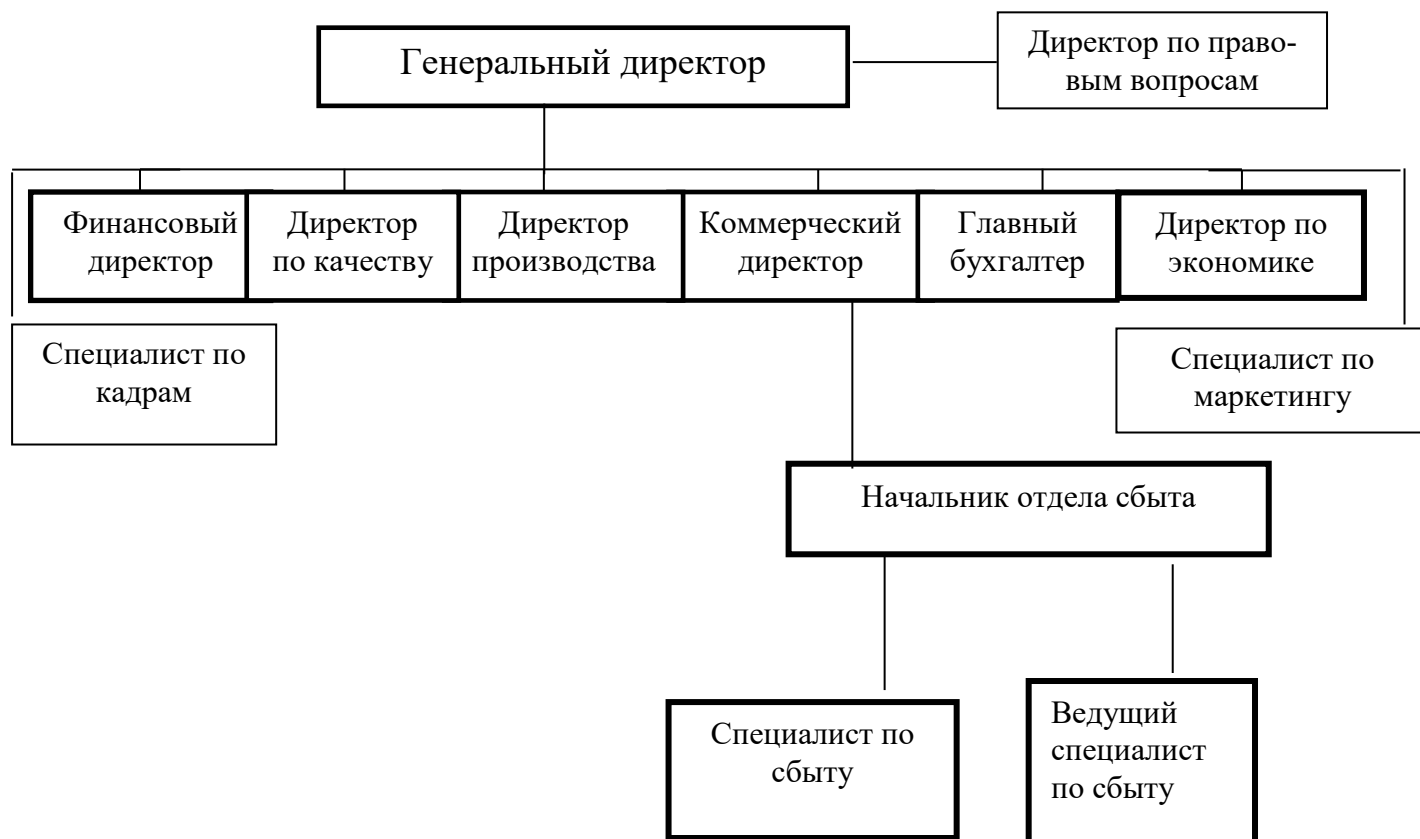 Генеральный директор
Директор по право-
вым вопросам
Финансовый
директор
Директор
по качеству
Директор
производства
Коммерческий
директор
Главный
бухгалтер
Директор по
экономике
Специалист по
кадрам
Специалист по
маркетингу
Начальник отдела сбыта
Специалист по
сбыту
Ведущий
специалист
по сбыту